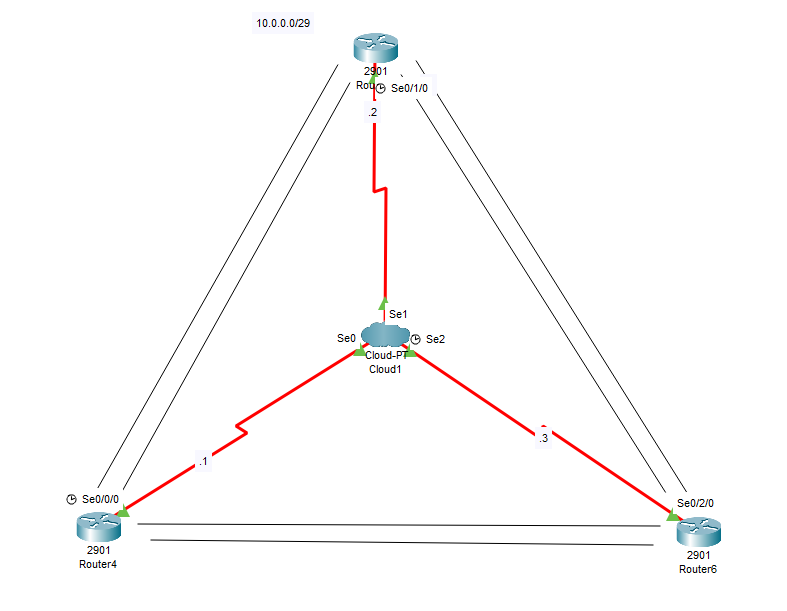 10.0.0.0/29
2901
Rou
Se0/1/0
.2
Se1
Se0
Se2
Cloud-PT
Cloud1
.3
.1
Se0/0/0
Se0/2/0
2901
Router4
2901
Router6